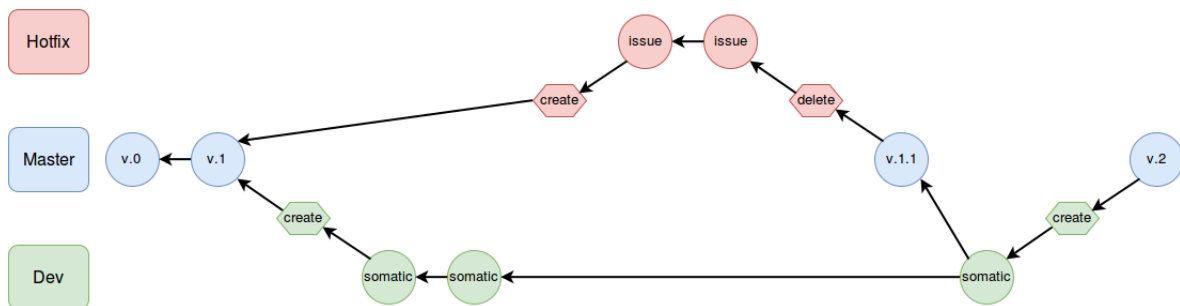 Hotfix
issue
issue
create
delete
Master
v.0
v.1
v.1.1
v.2
create
create
Dev
somatic
somatic
somatic